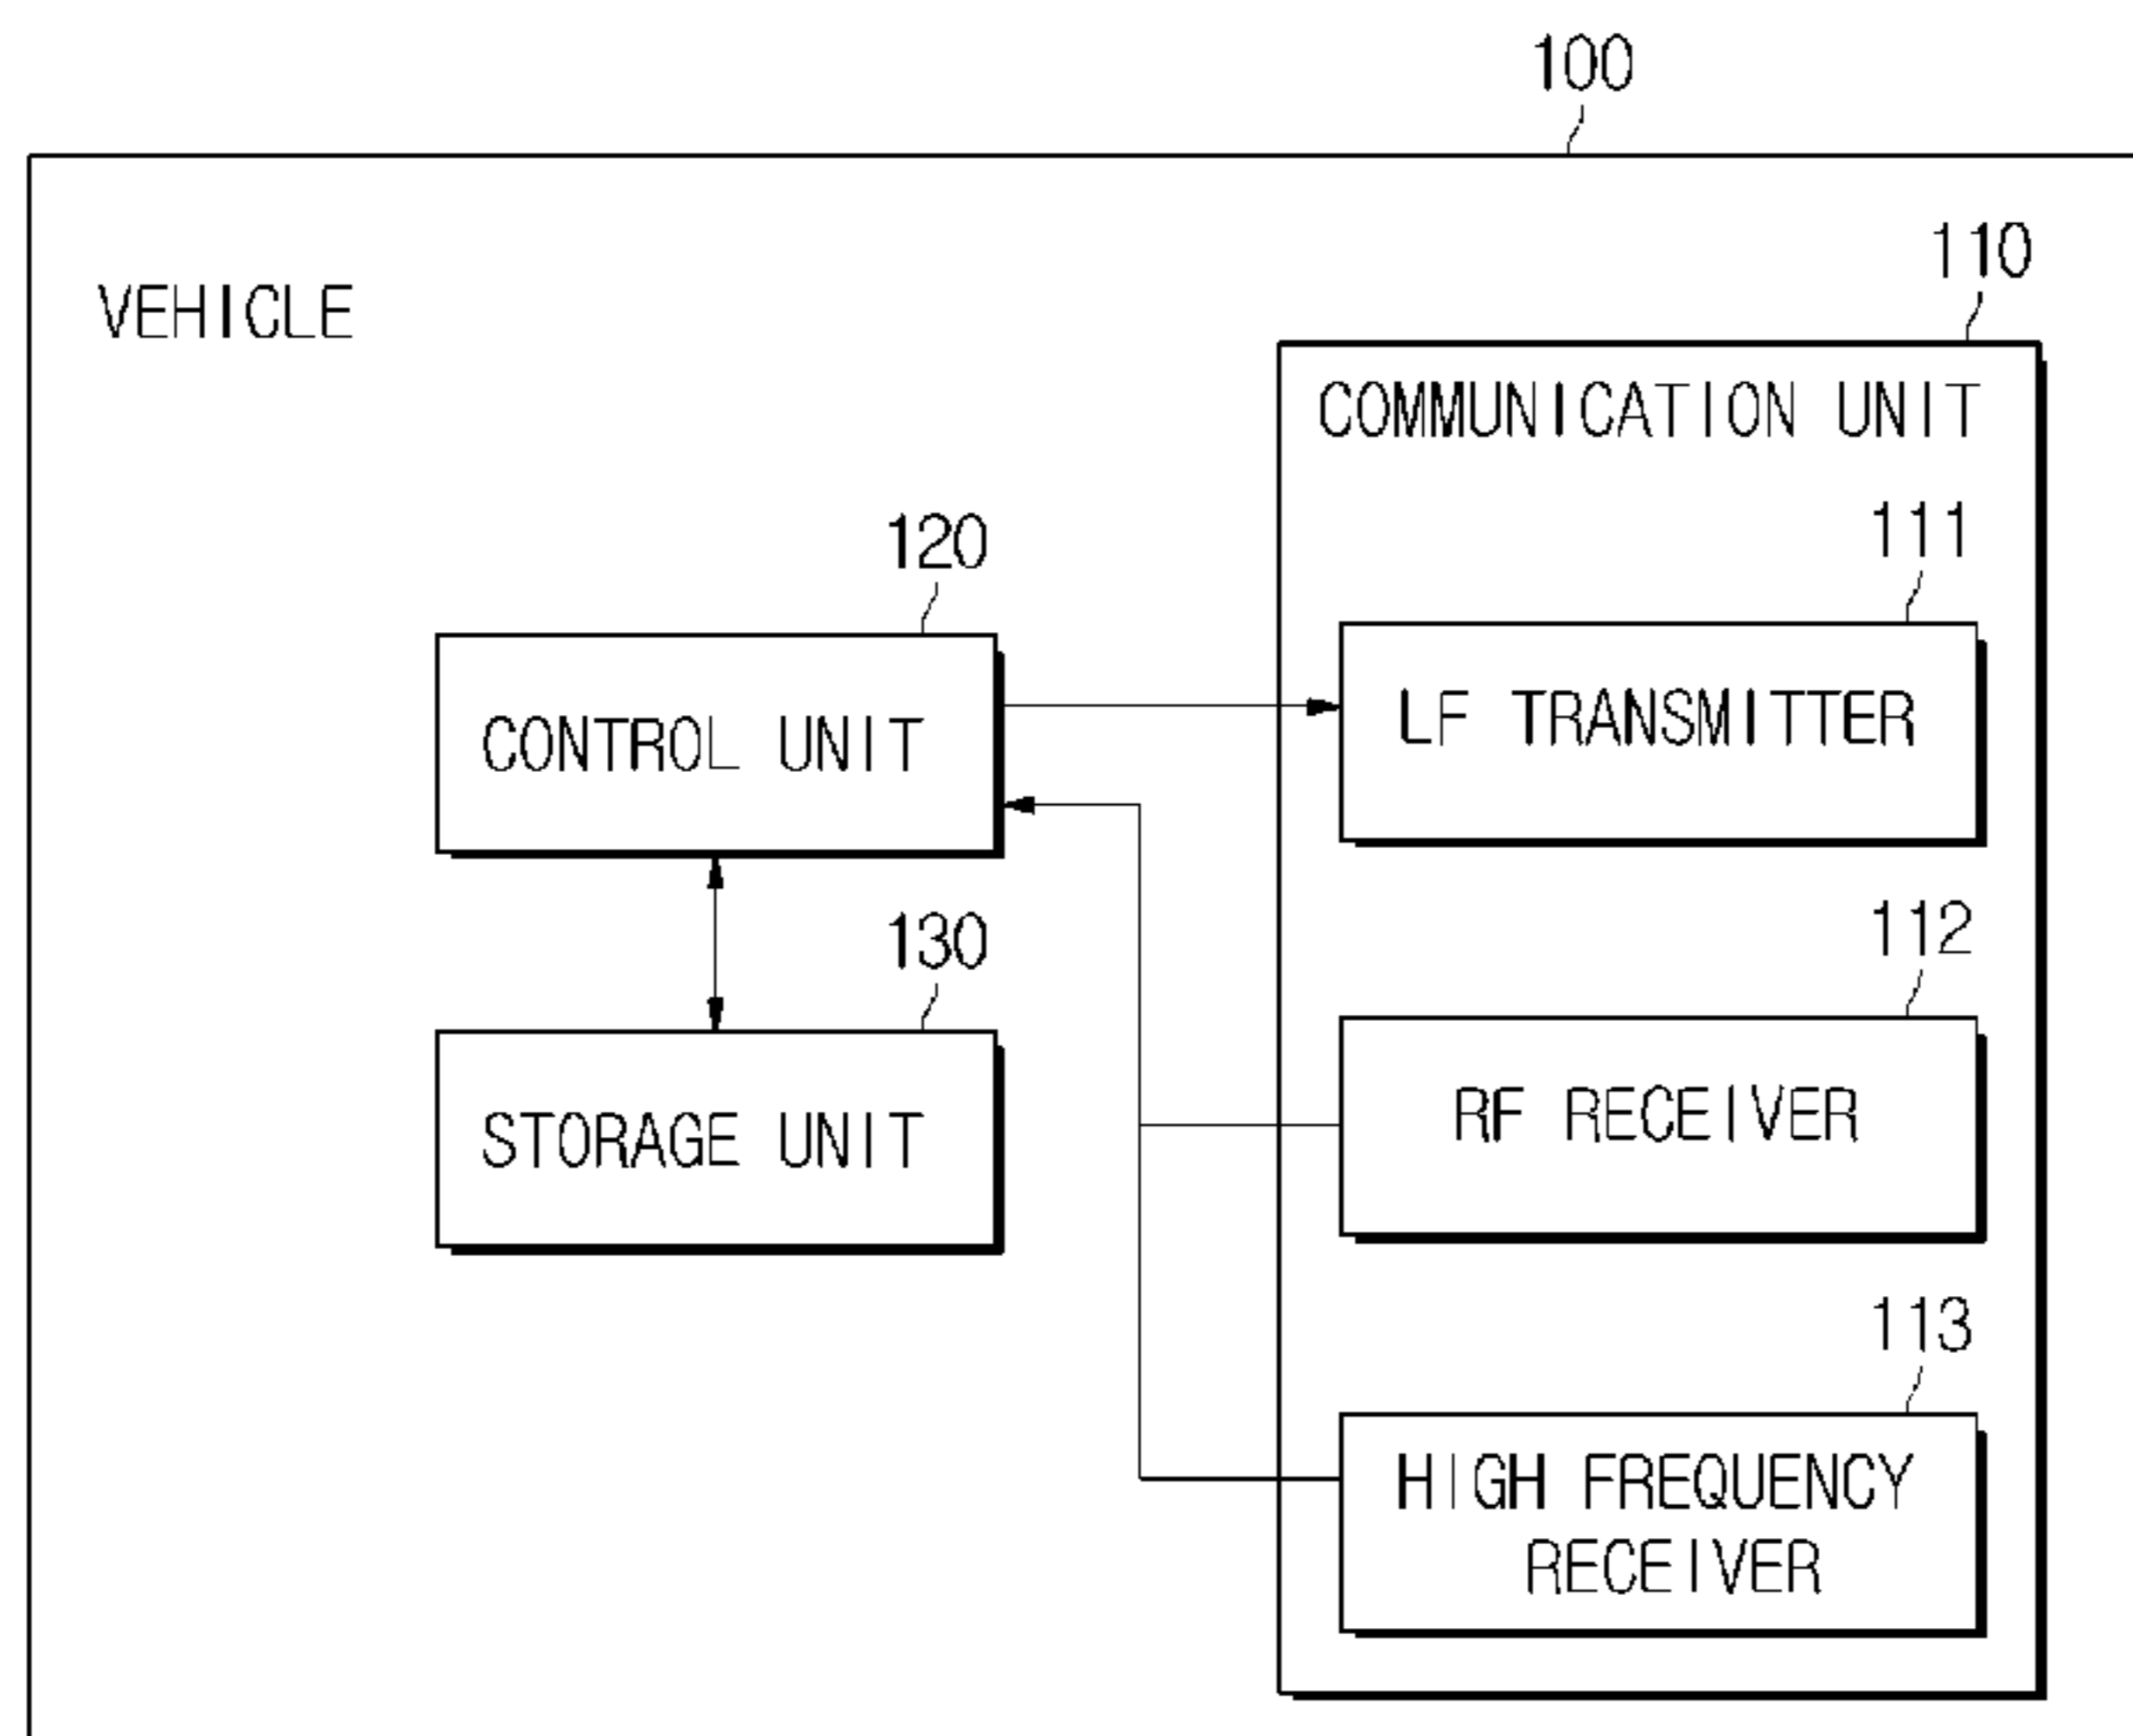 100
VEHICLE
110
COMMUNICATION UNIT
120
CONTROL UNIT
111
LF TRANSMITTER
130
STORAGE UNIT
112
RF RECEIVER
113
HIGH FREQUENCY
RECEIVER